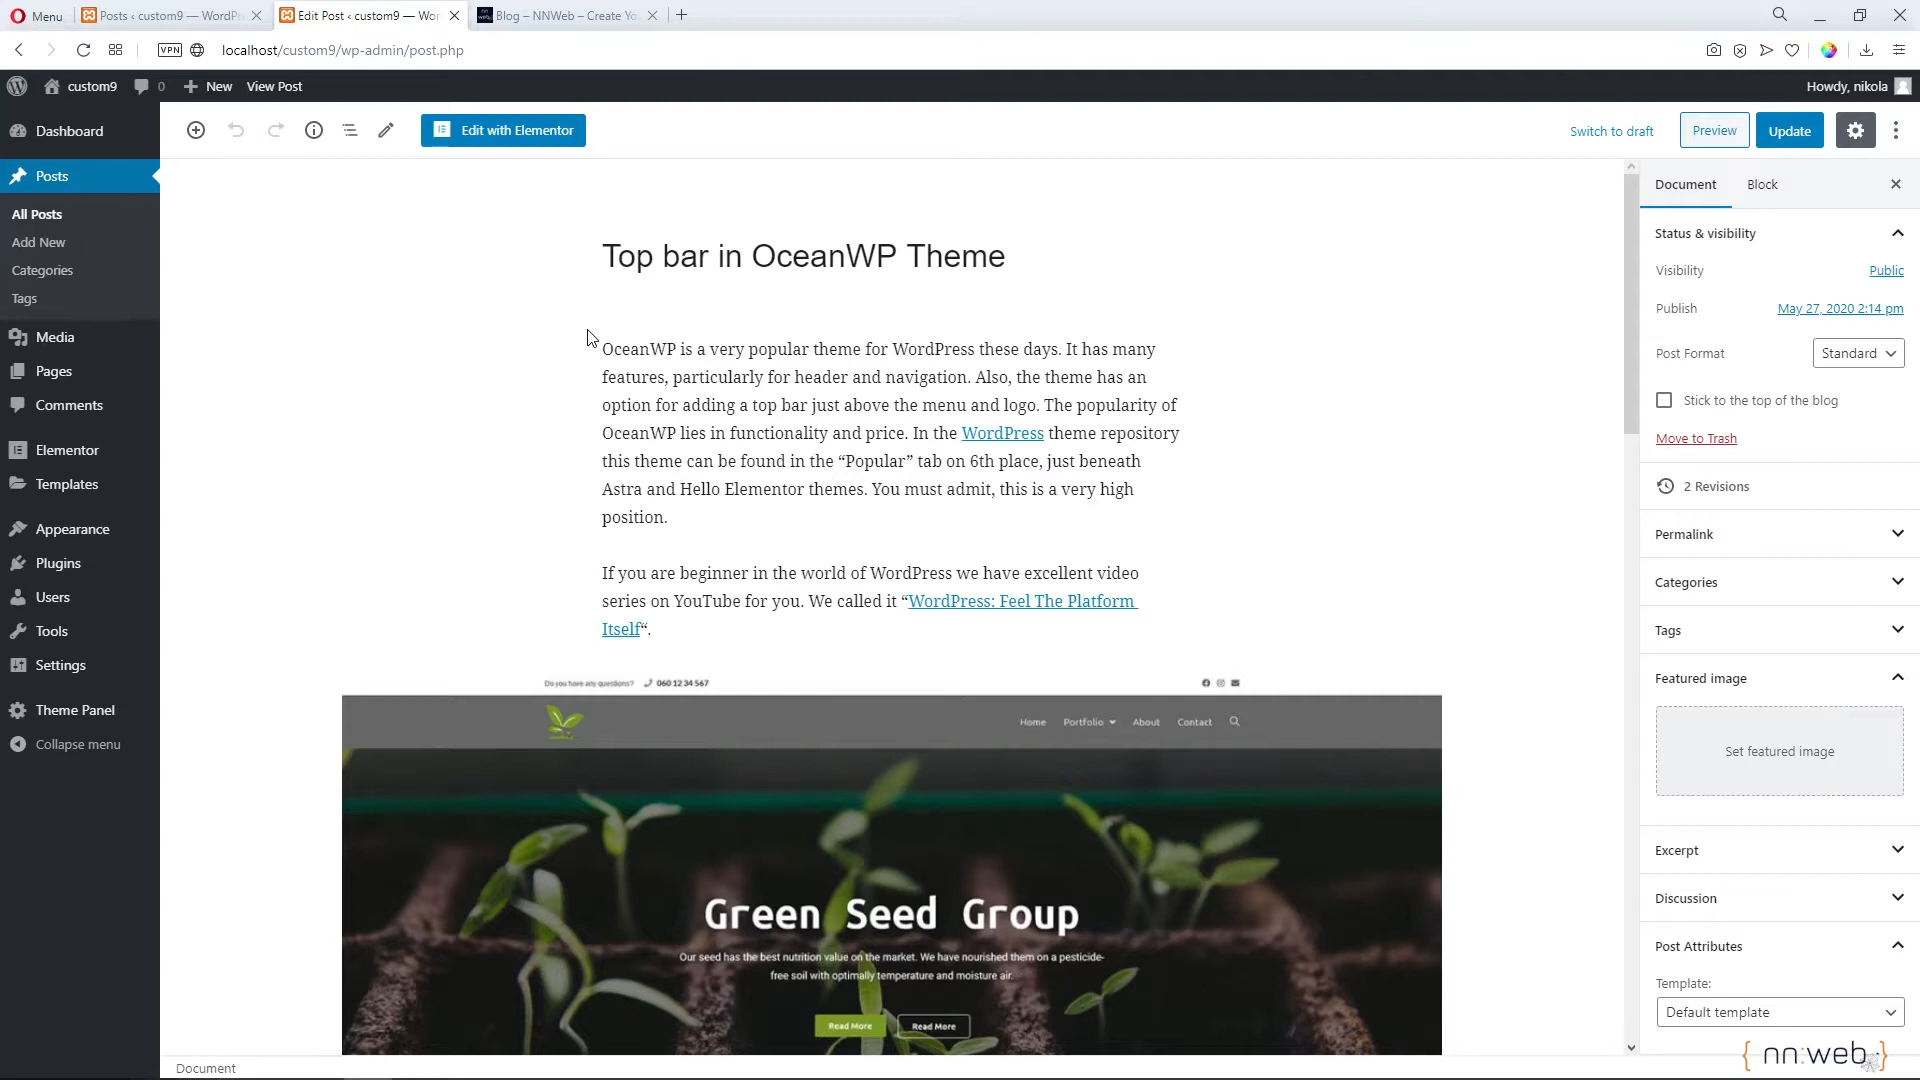 Menu
Posts ‹ custom9 — WordPr
Edit Post ‹ custom9 — Wor
Blog – NNWeb – Create Yo
VPN
localhost/custom9/wp-admin/post.php
custom9
0
New
View Post
Howdy, nikola
Dashboard
Posts
All Posts
Add New
Categories
Tags
Media
Pages
Comments
Elementor
Templates
Appearance
Plugins
Users
Tools
Settings
Theme Panel
Collapse menu
Edit with Elementor
Switch to draft
Preview
Update
Top bar in OceanWP Theme
OceanWP is a very popular theme for WordPress these days. It has many
features, particularly for header and navigation. Also, the theme has an
option for adding a top bar just above the menu and logo. The popularity of
OceanWP lies in functionality and price. In the WordPress theme repository
this theme can be found in the “Popular” tab on 6th place, just beneath
Astra and Hello Elementor themes. You must admit, this is a very high
position.
If you are beginner in the world of WordPress we have excellent video
series on YouTube for you. We called it “WordPress: Feel The Platform
Itself“.
Do you have any questions? 060 12 34 567
Home
Portfolio
About
Contact
Green Seed Group
Our seed has the best nutrition value on the market. We have nourished them on a pesticide-
free soil with optimally temperature and moisture air.
Read More
Read More
Document
Block
Status & visibility
Visibility
Public
Publish
May 27, 2020 2:14 pm
Post Format
Standard
Stick to the top of the blog
Move to Trash
2 Revisions
Permalink
Categories
Tags
Featured image
Set featured image
Excerpt
Discussion
Post Attributes
Template:
Default template
Document
{ nn:web }